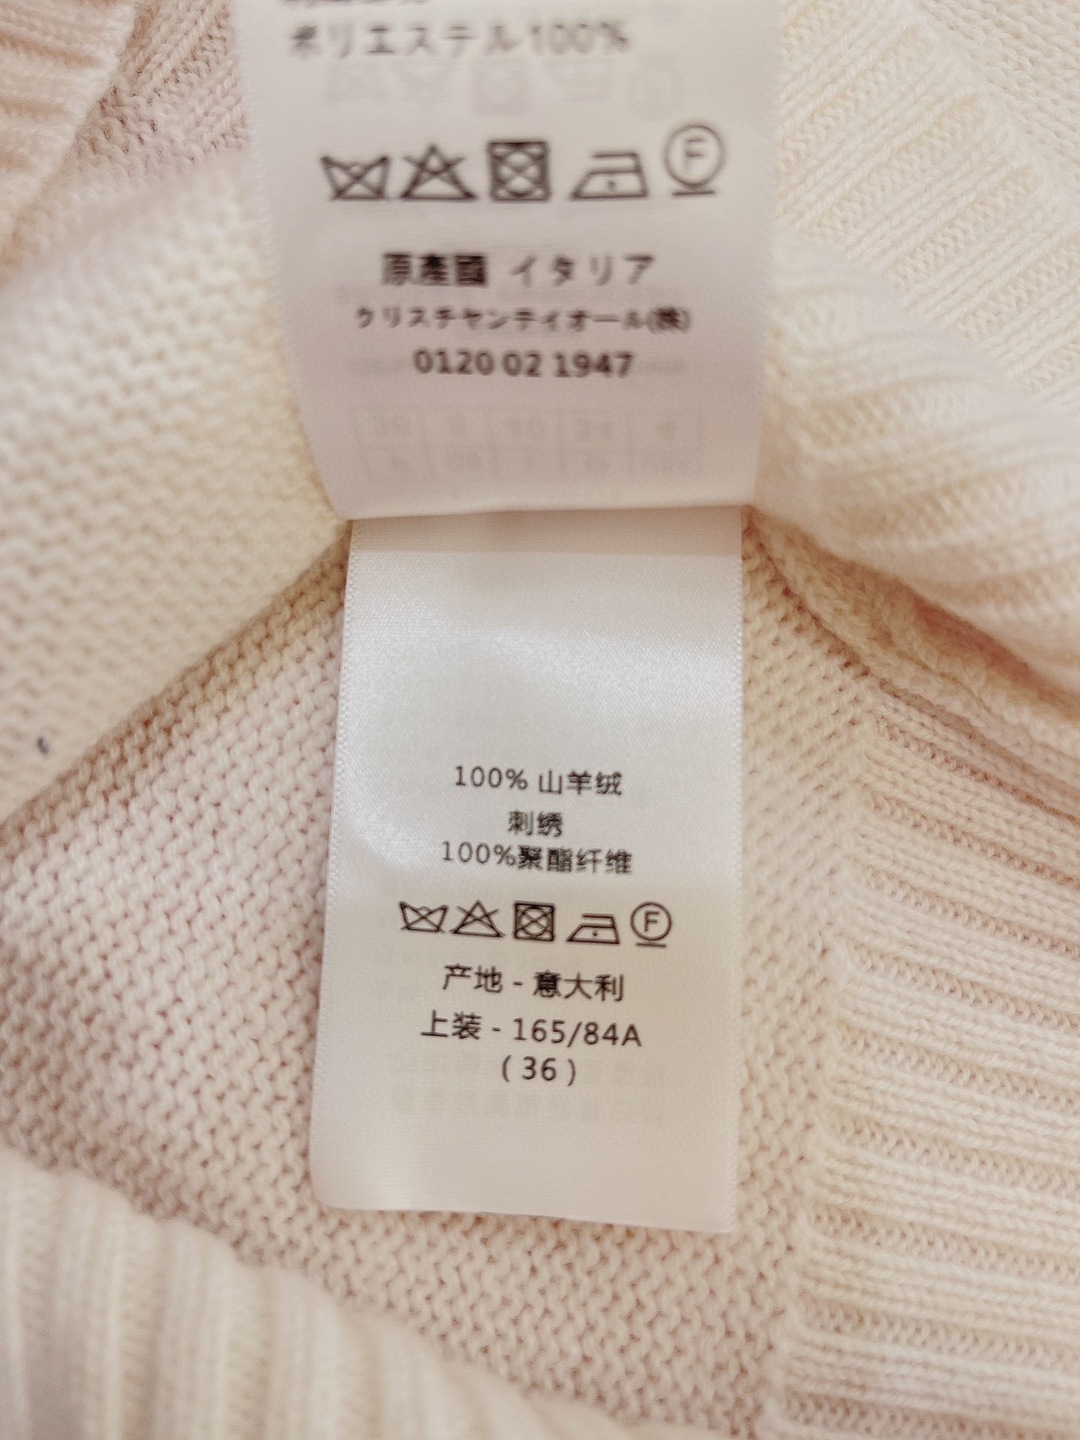 ポリエステル100%
F
原產國 イタリア
クリスチャンディオール(株)
0120 02 1947
100% 山羊绒
刺绣
100%聚酯纤维
F
产地 - 意大利
上装 - 165/84A
( 36 )